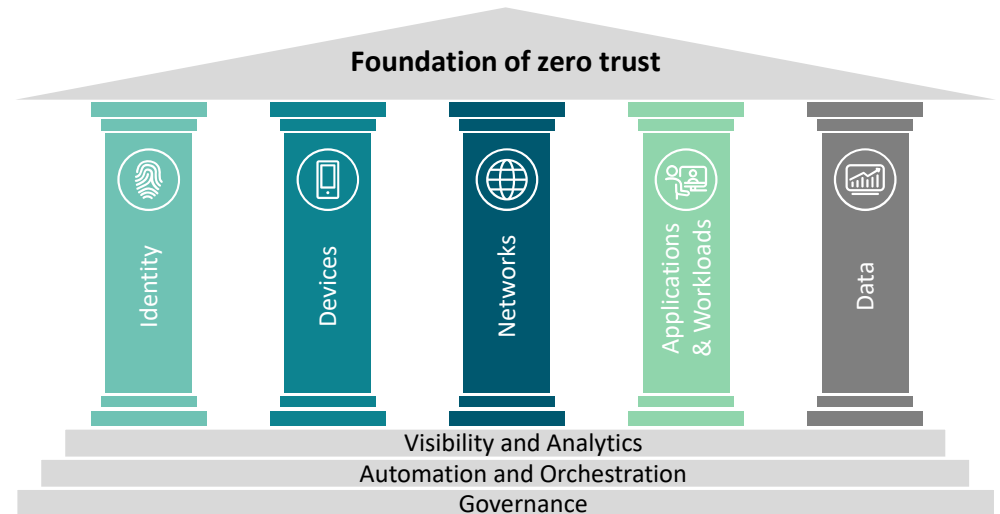 Foundation of zero trust
Identity
Devices
Networks
Applications
& Workloads
Data
Visibility and Analytics
Automation and Orchestration
Governance